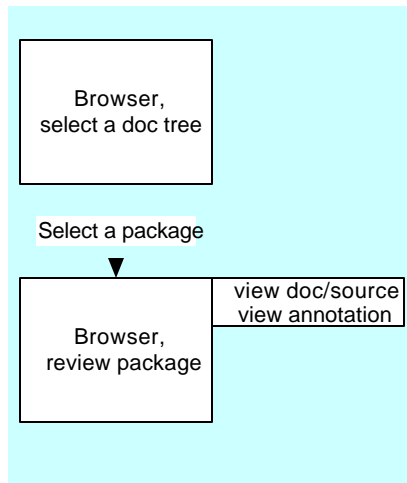 Browser,
select a doc tree
Select a package
view doc/source
view annotation
Browser,
review package